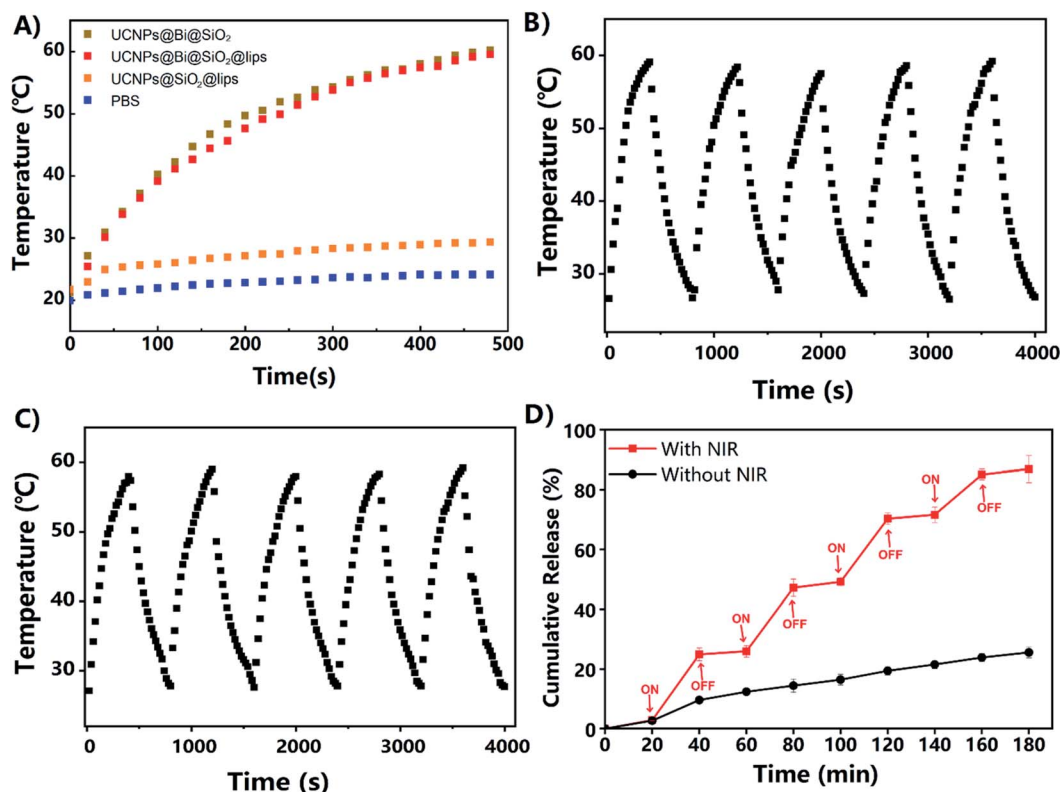 A)
UCNPs@Bi@SiO₂
UCNPs@Bi@SiO₂@lips
UCNPs@SiO₂@lips
PBS
Temperature (℃)
60
50
40
30
20
0 100 200 300 400 500
Time(s)
B)
Temperature (℃)
60
50
40
30
0 1000 2000 3000 4000
Time (s)
C)
Temperature (℃)
60
50
40
30
0 1000 2000 3000 4000
Time (s)
D)
With NIR
Without NIR
Cumulative Release (%)
100
80
60
40
20
0
ON
OFF
ON
OFF
ON
OFF
ON
OFF
0 20 40 60 80 100 120 140 160 180
Time (min)